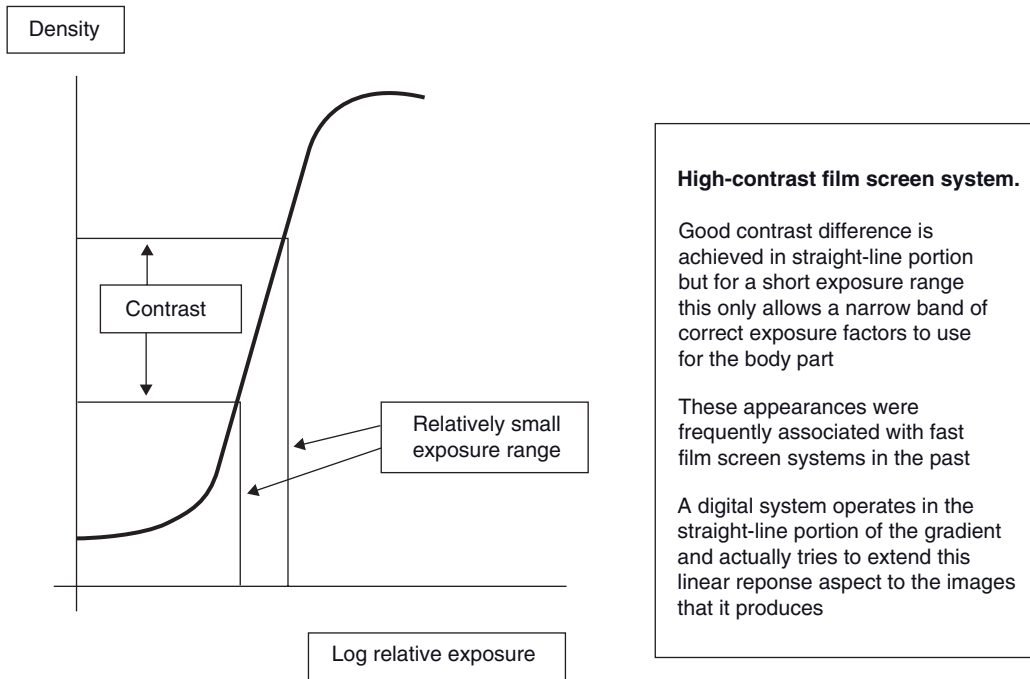 Density
Contrast
Relatively small
exposure range
Log relative exposure
High-contrast film screen system.
Good contrast difference is
achieved in straight-line portion
but for a short exposure range
this only allows a narrow band of
correct exposure factors to use
for the body part
These appearances were
frequently associated with fast
film screen systems in the past
A digital system operates in the
straight-line portion of the gradient
and actually tries to extend this
linear reponse aspect to the images
that it produces